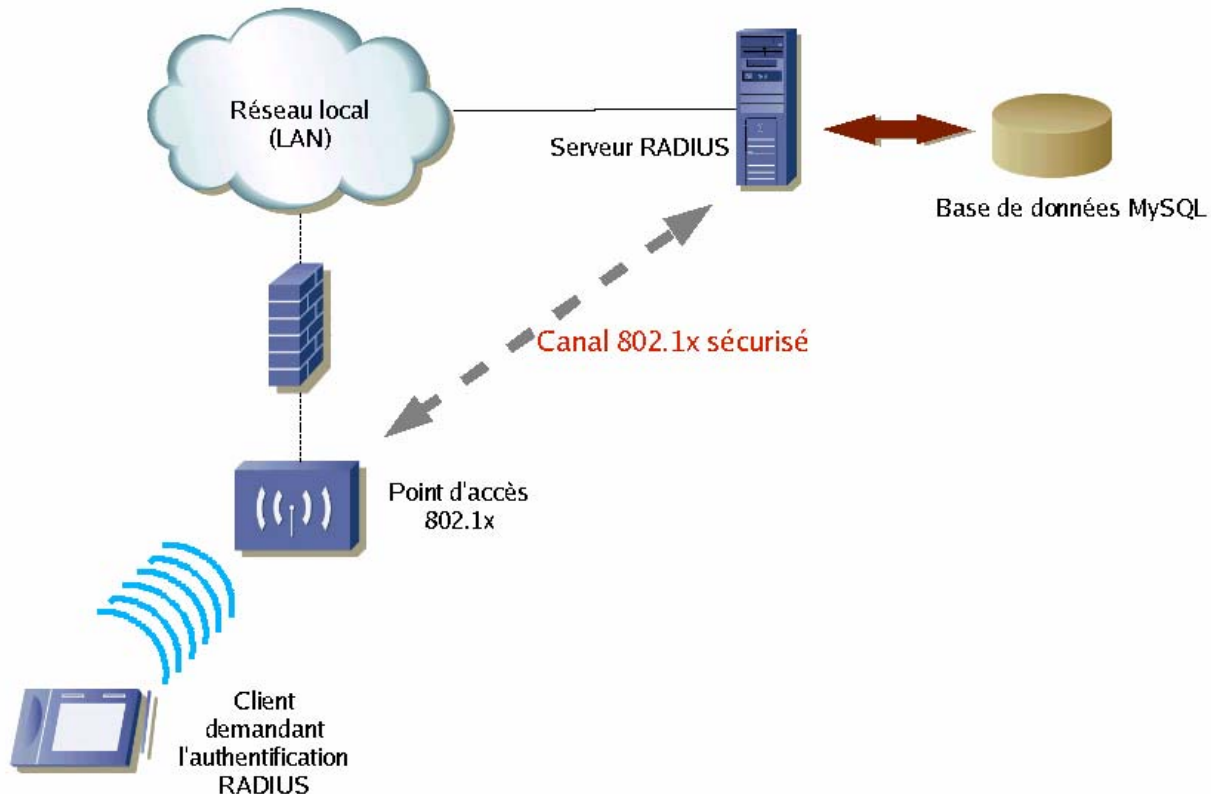 Réseau local
(LAN)
Serveur RADIUS
Base de données MySQL
Canal 802.1x sécurisé
Point d'accès
802.1x
Client
demandant
l'authentification
RADIUS